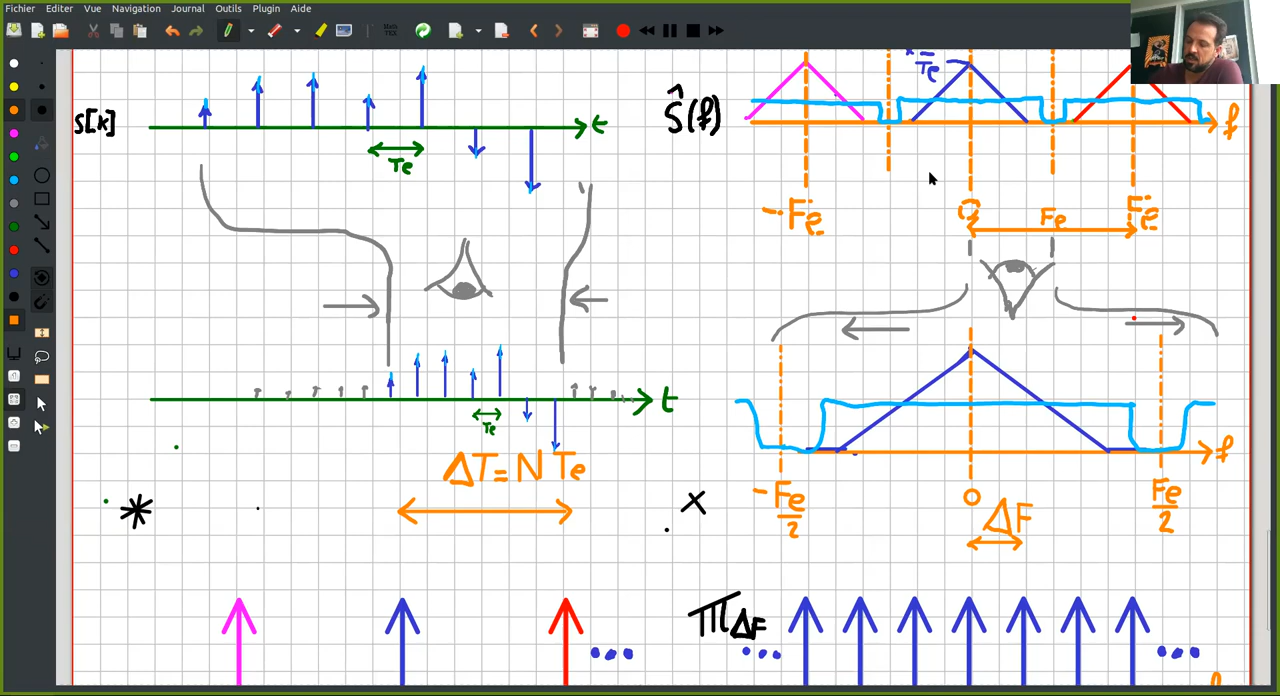 Fichier Editer Vue Navigation Journal Outils Plugin Aide
s[k]
t
Te
Ŝ(f)
Te
f
-Fe
0
Fe
Fe
t
Te
ΔT = N Te
*
f
-Fe/2
0
Fe/2
ΔF
×
Ш ΔF
...
...
...